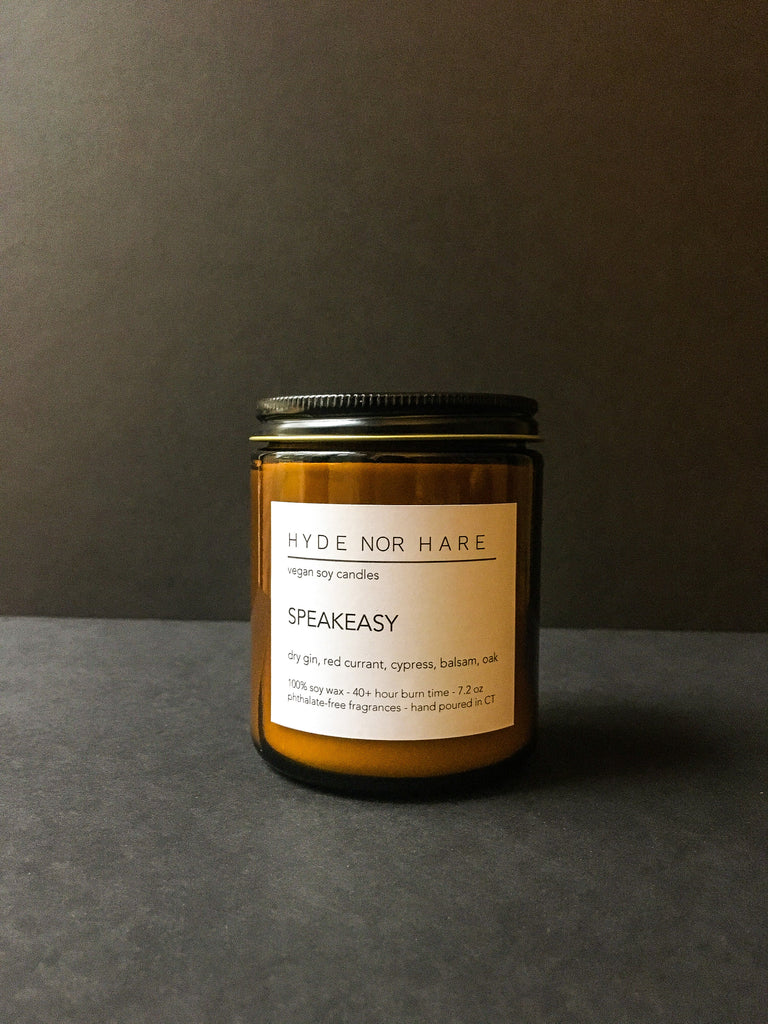 HYDE NOR HARE
vegan soy candles
SPEAKEASY
dry gin, red currant, cypress, balsam, oak
100% soy wax - 40+ hour burn time - 7.2 oz
phthalate-free fragrances - hand poured in CT